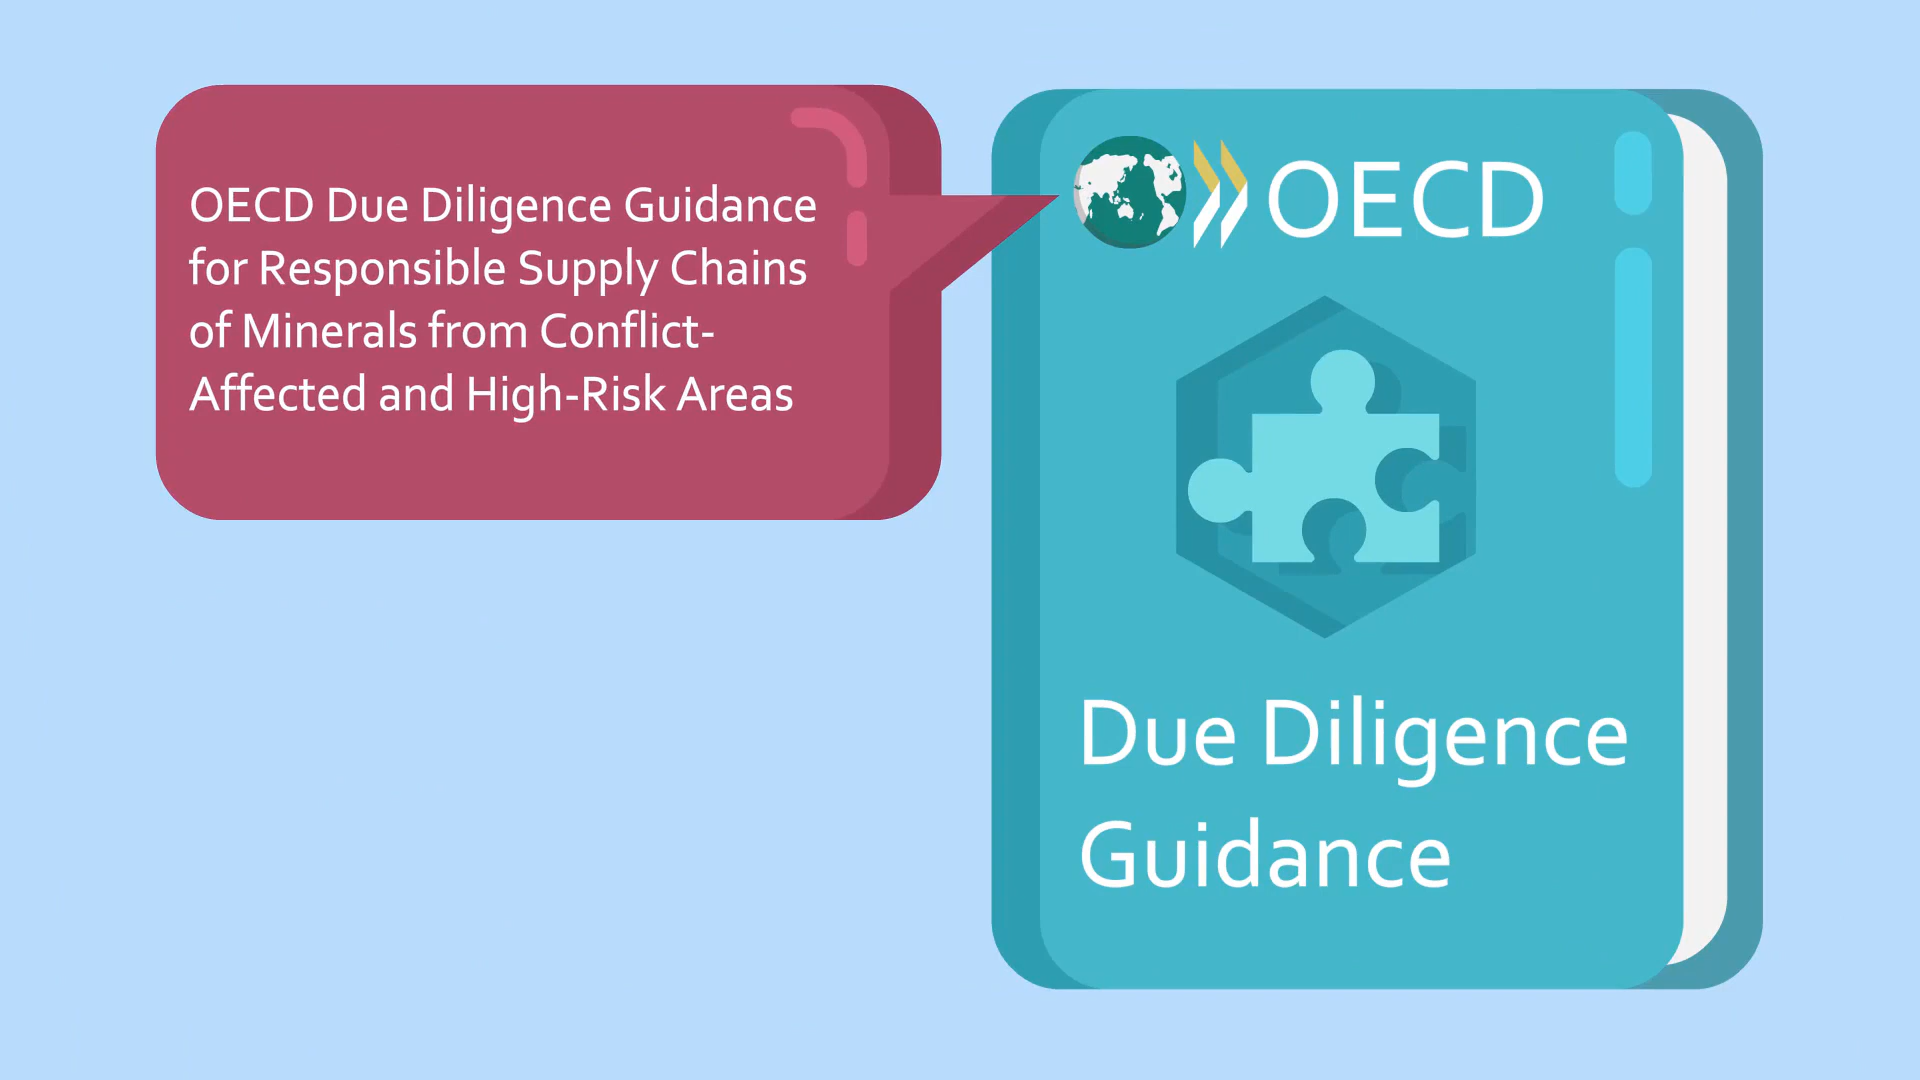 OECD Due Diligence Guidance
for Responsible Supply Chains
of Minerals from Conflict-
Affected and High-Risk Areas
OECD
Due Diligence
Guidance